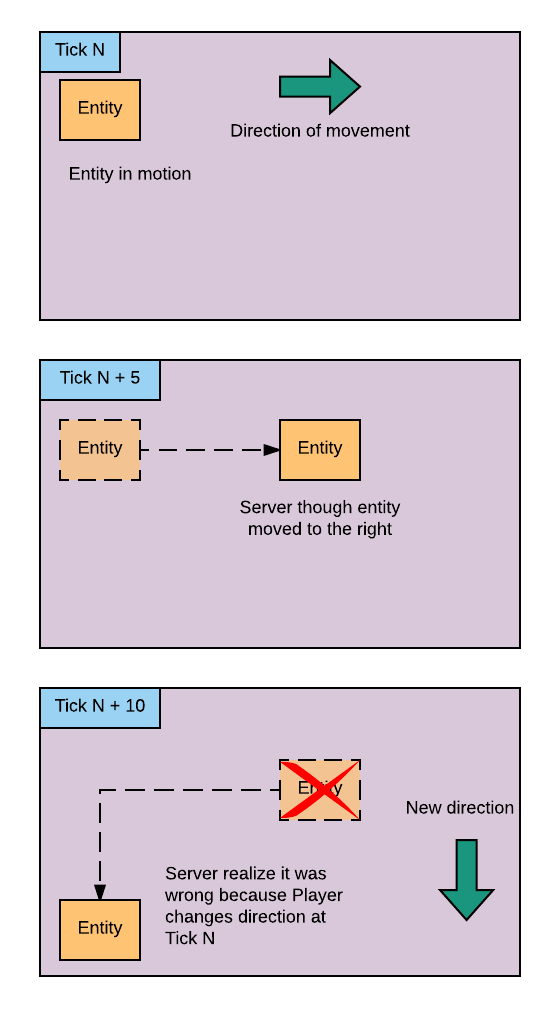 Tick N
Entity
Direction of movement
Entity in motion
Tick N + 5
Entity
Entity
Server though entity
moved to the right
Tick N + 10
Entity
New direction
Server realize it was
wrong because Player
changes direction at
Tick N
Entity